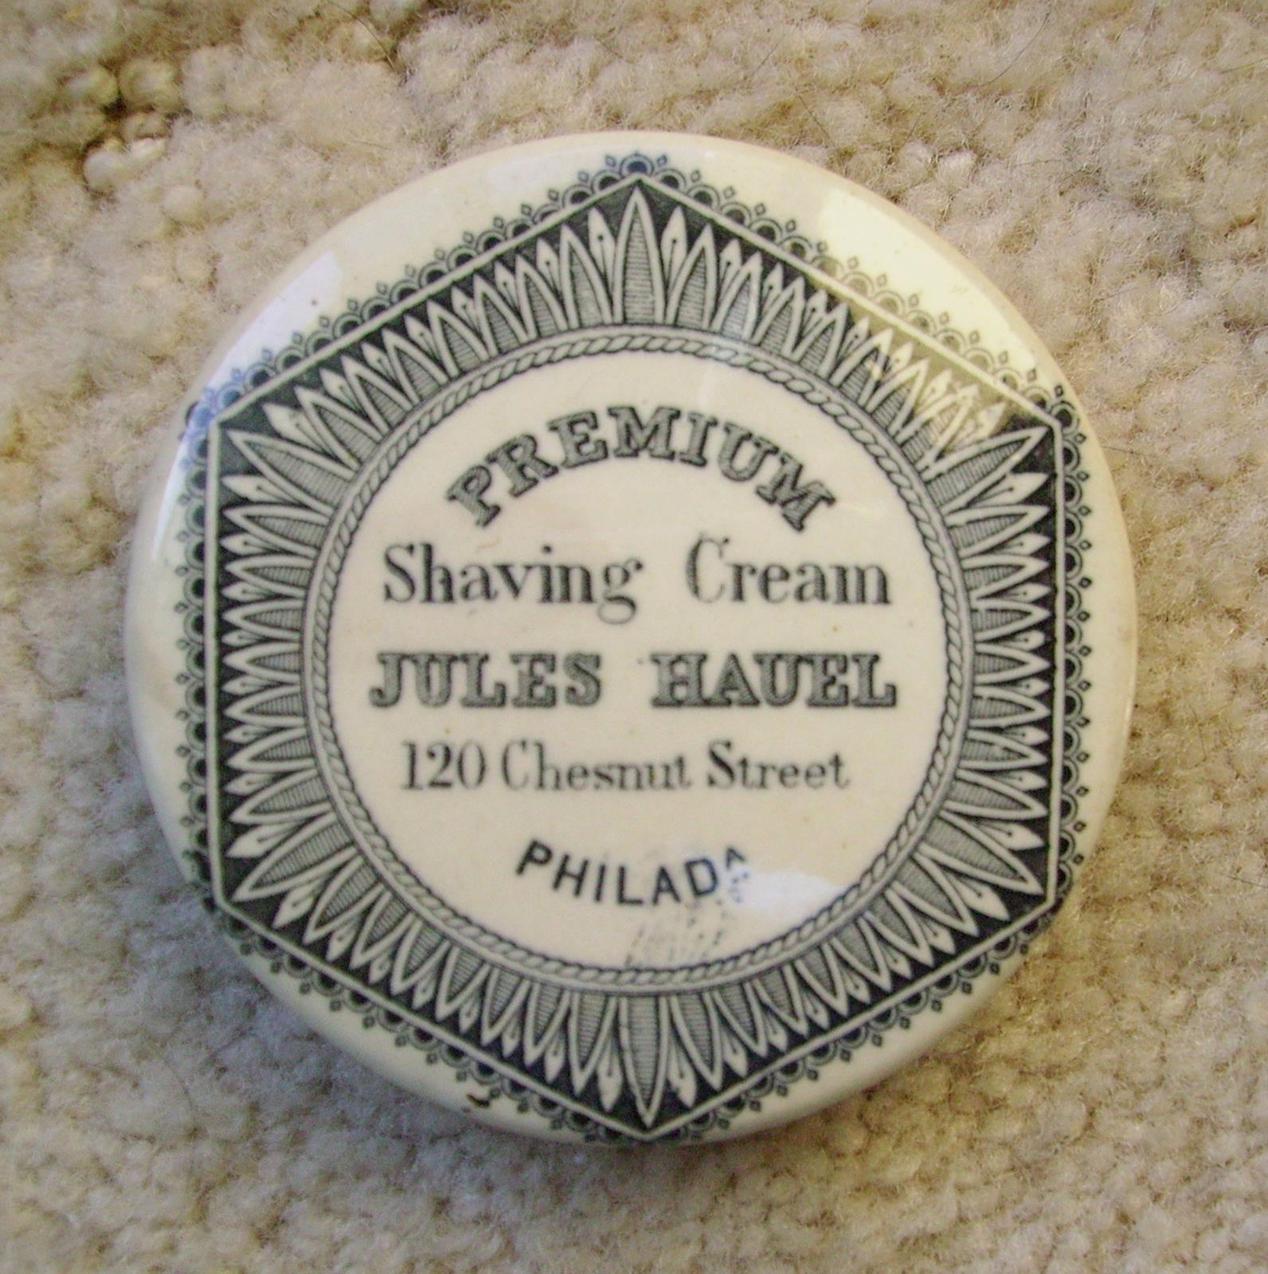 PREMIUM
Shaving Cream
JULES HAUEL
120 Chesnut Street
PHILADA